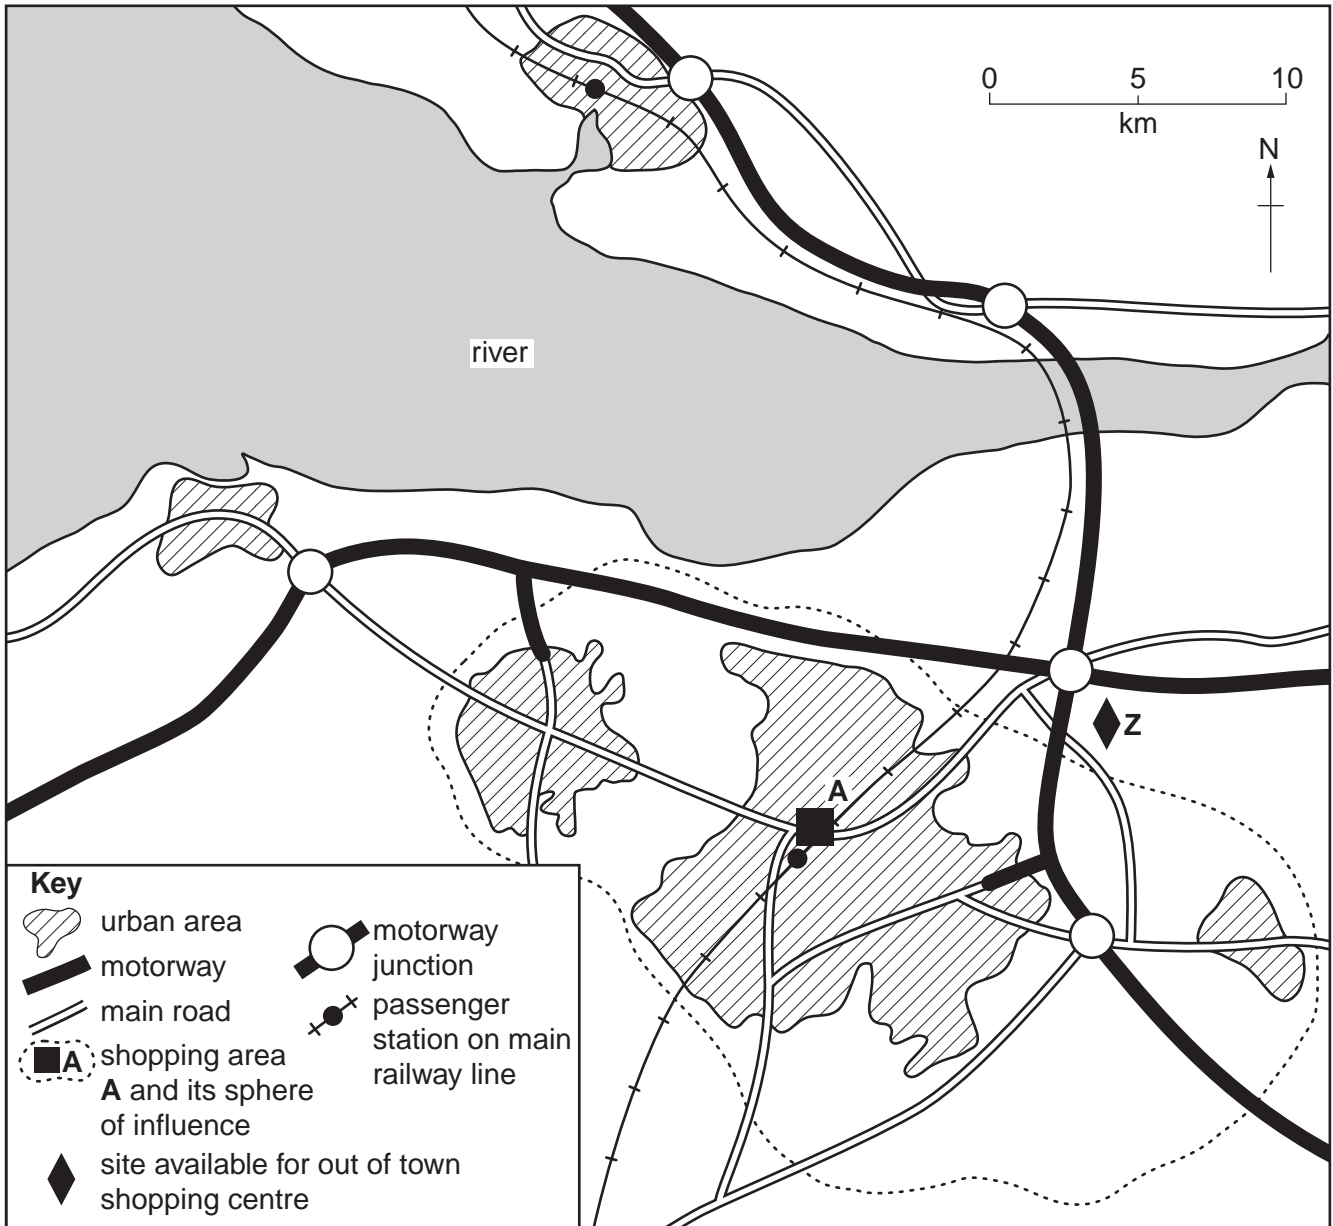 0 5 10
km
N
river
Z
A
Key
urban area
motorway
main road
A shopping area
A and its sphere
of influence
site available for out of town
shopping centre
motorway
junction
passenger
station on main
railway line